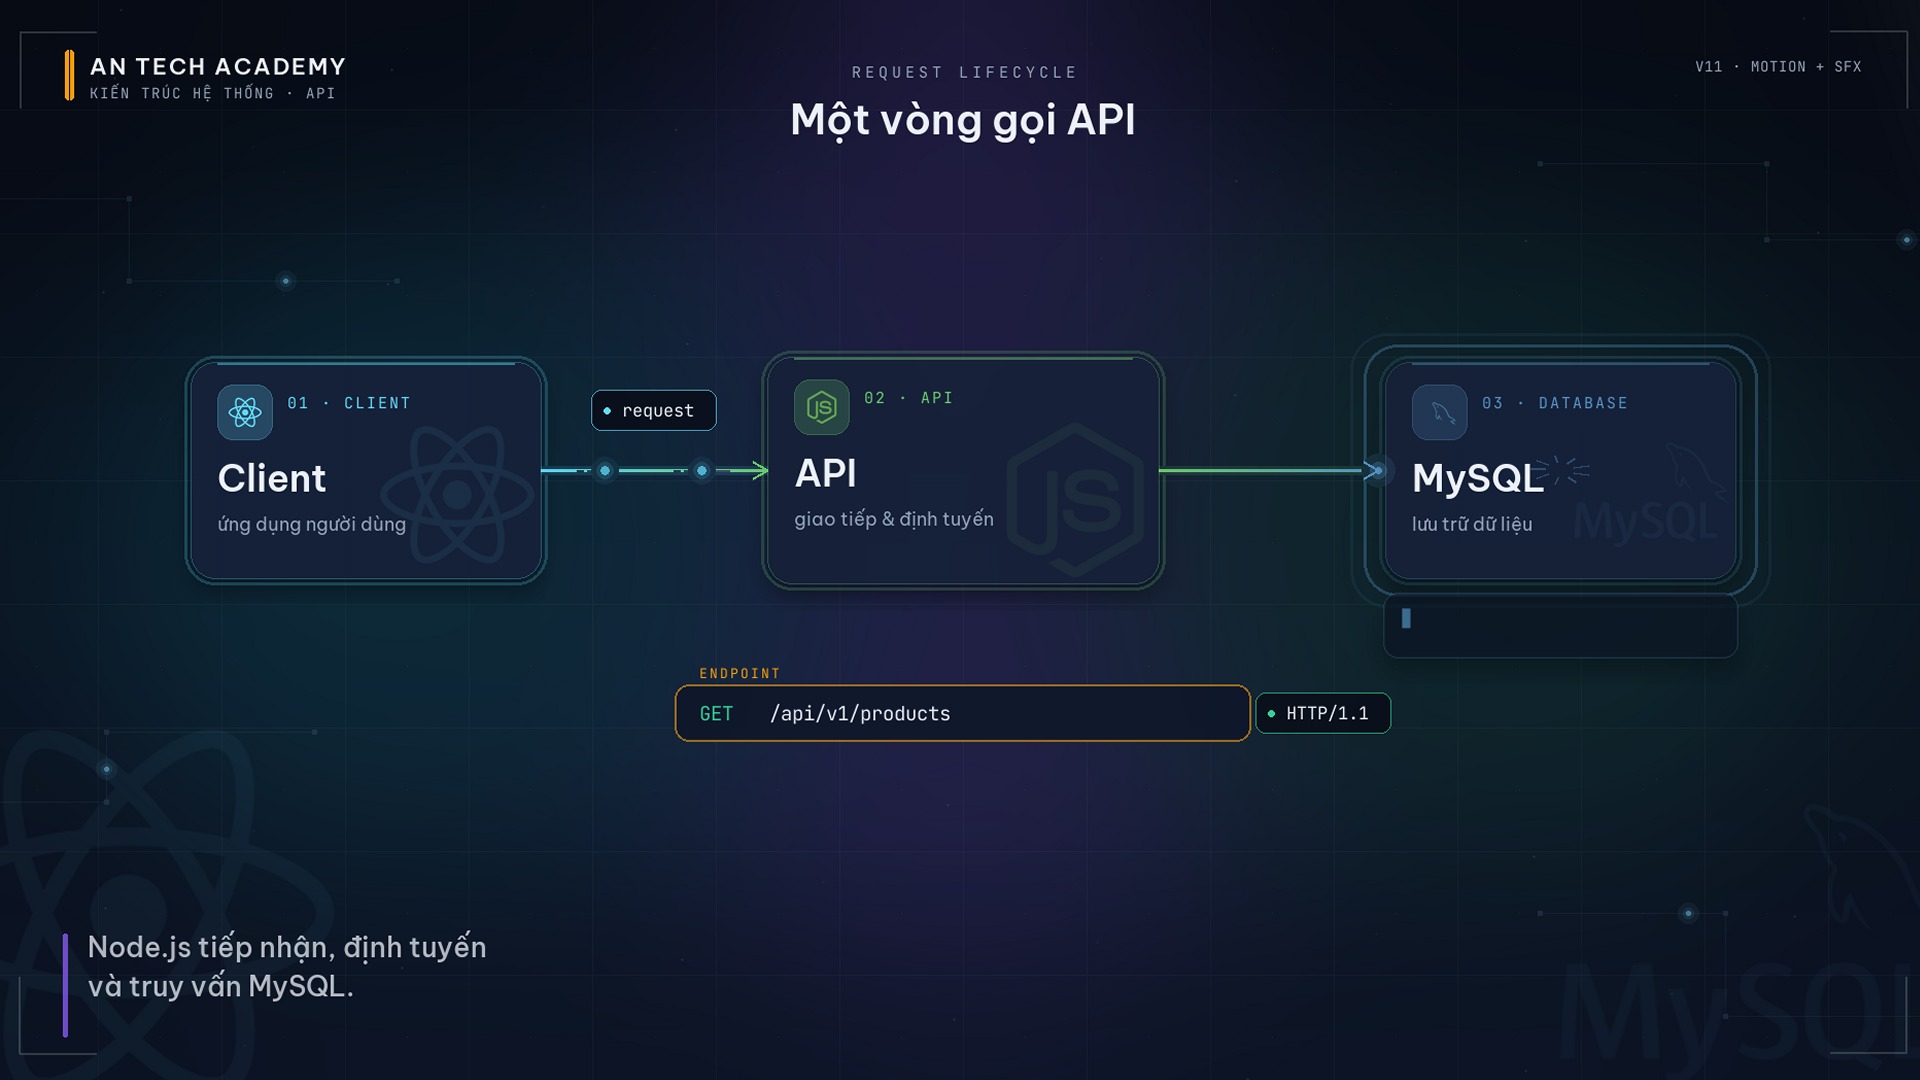 AN TECH ACADEMY
KIẾN TRÚC HỆ THỐNG · API
REQUEST LIFECYCLE
Một vòng gọi API
V11 · MOTION + SFX
01 · CLIENT
Client
ứng dụng người dùng
request
02 · API
API
giao tiếp & định tuyến
JS
JS
03 · DATABASE
MySQL
lưu trữ dữ liệu
MySQL
ENDPOINT
GET /api/v1/products
HTTP/1.1
Node.js tiếp nhận, định tuyến
và truy vấn MySQL.
MySQL